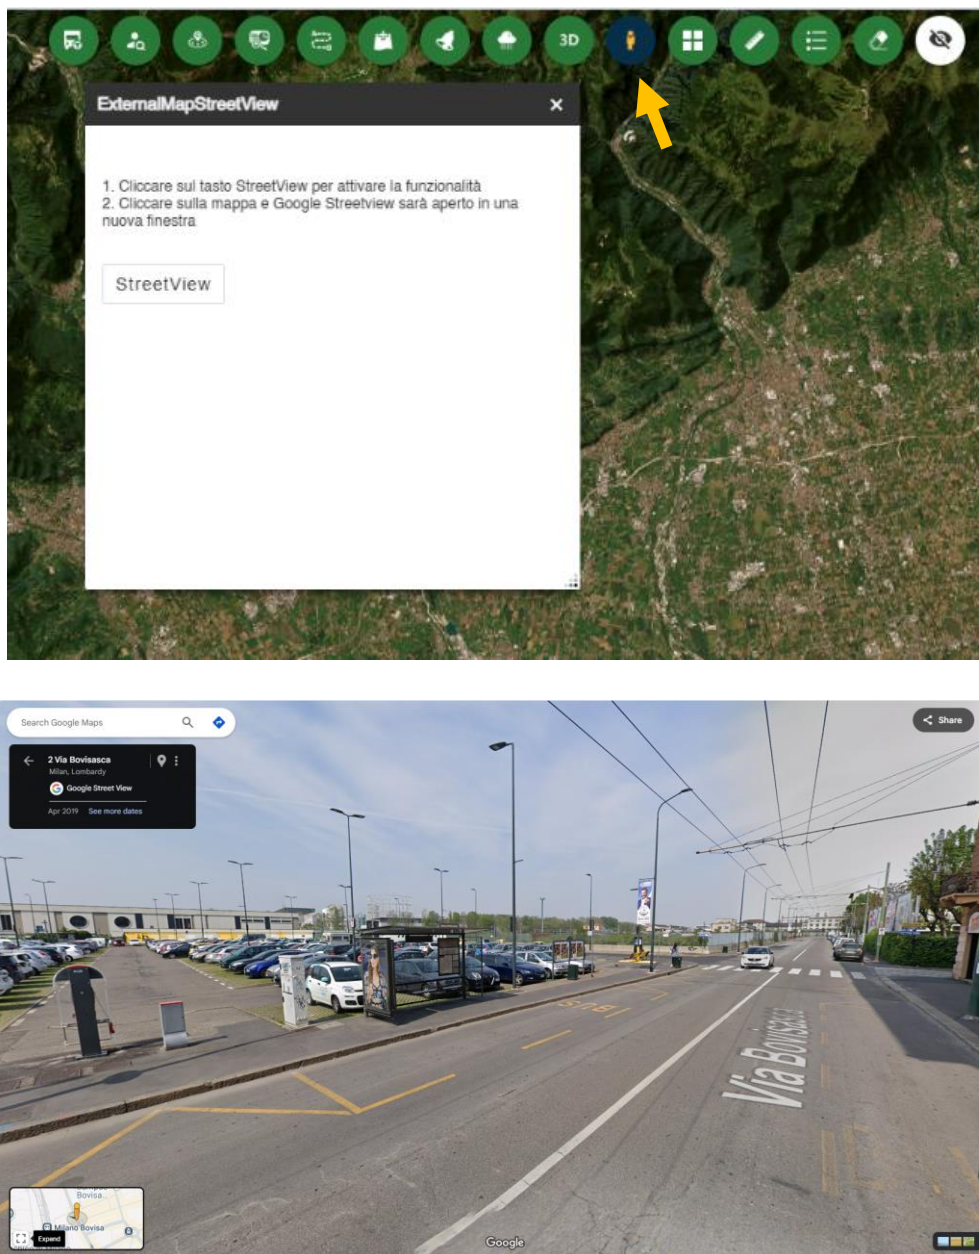 3D
ExternalMapStreetView
1. Cliccare sul tasto StreetView per attivare la funzionalità
2. Cliccare sulla mappa e Google Streetview sarà aperto in una
nuova finestra
StreetView
Search Google Maps
Share
2 Via Bovisasca
Milan, Lombardy
Google Street View
Apr 2019 See more dates
BUS
Via Bovisasca
Bovisa
Milano Bovisa
Expand
Google